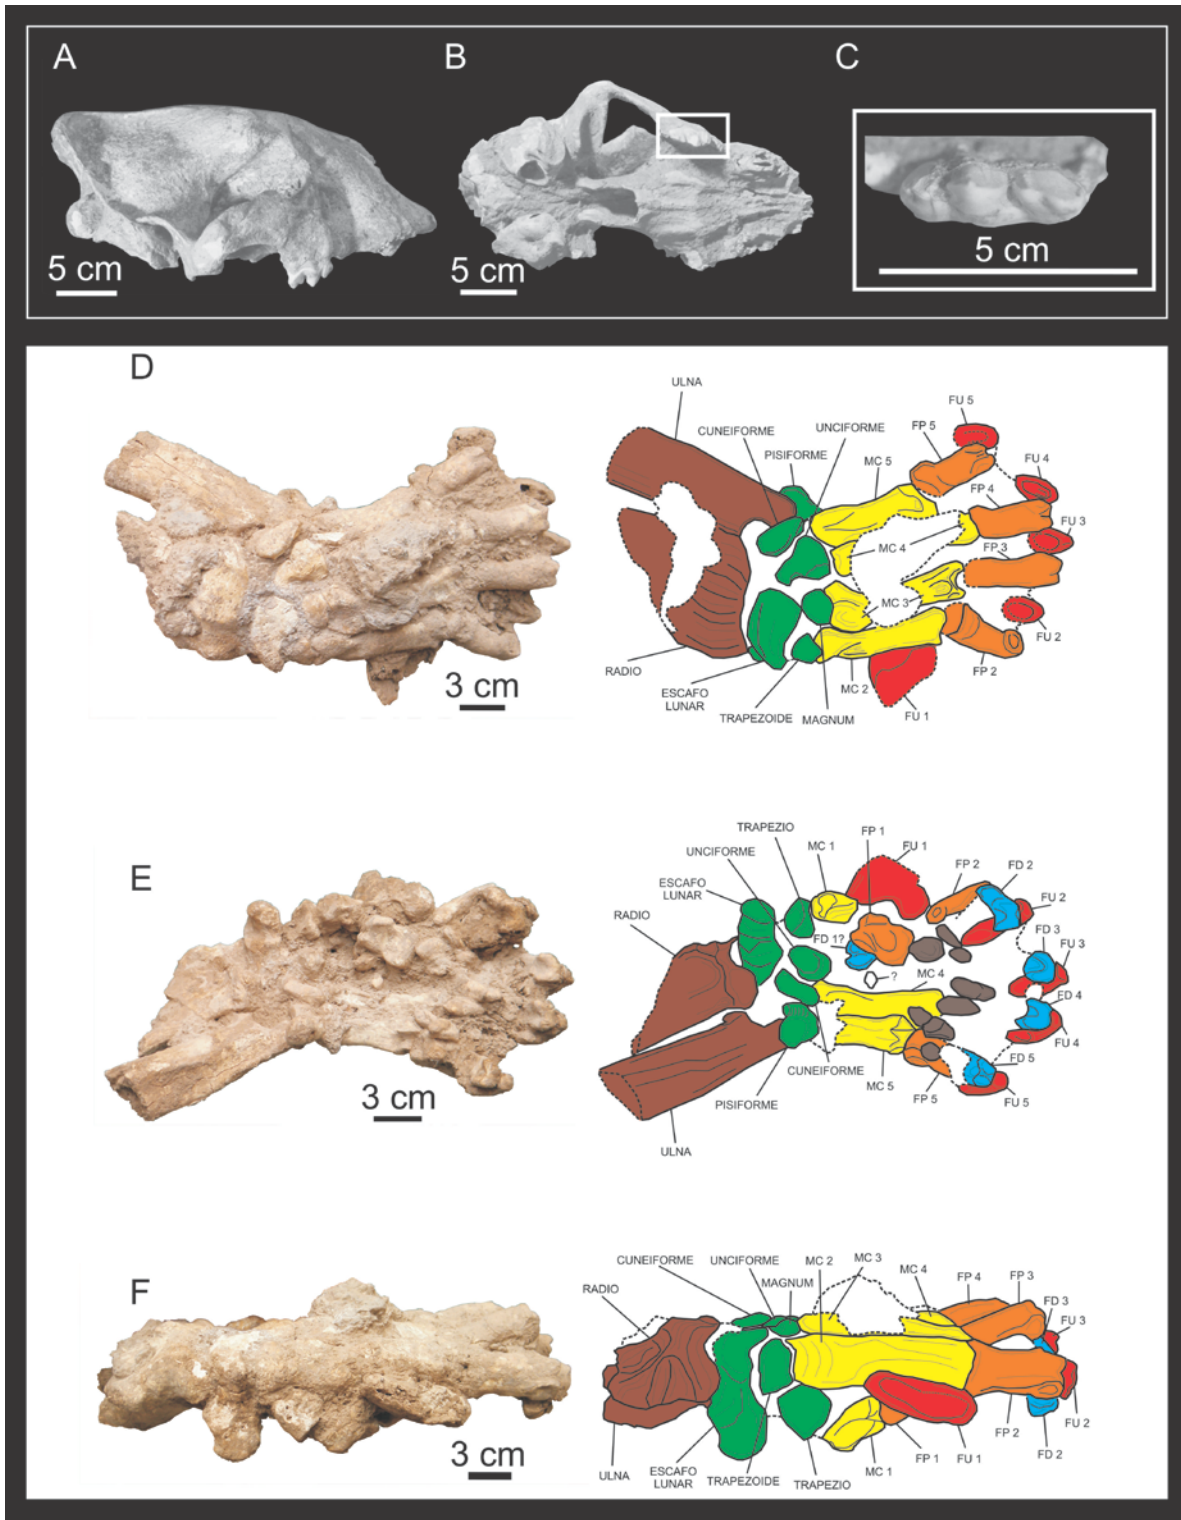 A
B
C
5 cm
5 cm
5 cm
D
ULNA
CUNEIFORME
UNCIFORME
PISIFORME
MC 5
FP 5
FU 5
FU 4
FP 4
FU 3
MC 4
FP 3
MC 3
FU 2
RADIO
ESCAFO
LUNAR
TRAPEZOIDE
MAGNUM
MC 2
FU 1
FP 2
3 cm
E
TRAPEZIO
UNCIFORME
ESCAFO
LUNAR
RADIO
MC 1
FP 1
FU 1
FP 2
FD 2
FU 2
FD 3
FU 3
FD 1?
?
MC 4
FD 4
FU 4
FD 5
FU 5
CUNEIFORME
MC 5
FP 5
PISIFORME
ULNA
3 cm
F
CUNEIFORME
UNCIFORME
MC 2
MC 3
MAGNUM
MC 4
FP 4
FP 3
FD 3
FU 3
RADIO
ULNA
ESCAFO
LUNAR
TRAPEZOIDE
TRAPEZIO
MC 1
FP 1
FU 1
FP 2
FD 2
FU 2
3 cm